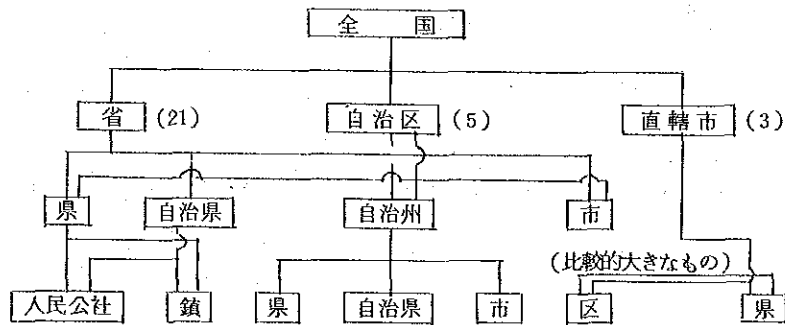 全国
省 (21) 自治区 (5) 直轄市 (3)
県 自治県 自治州 市
(比較的大きなもの)
人民公社 鎮 県 自治県 市 区 県